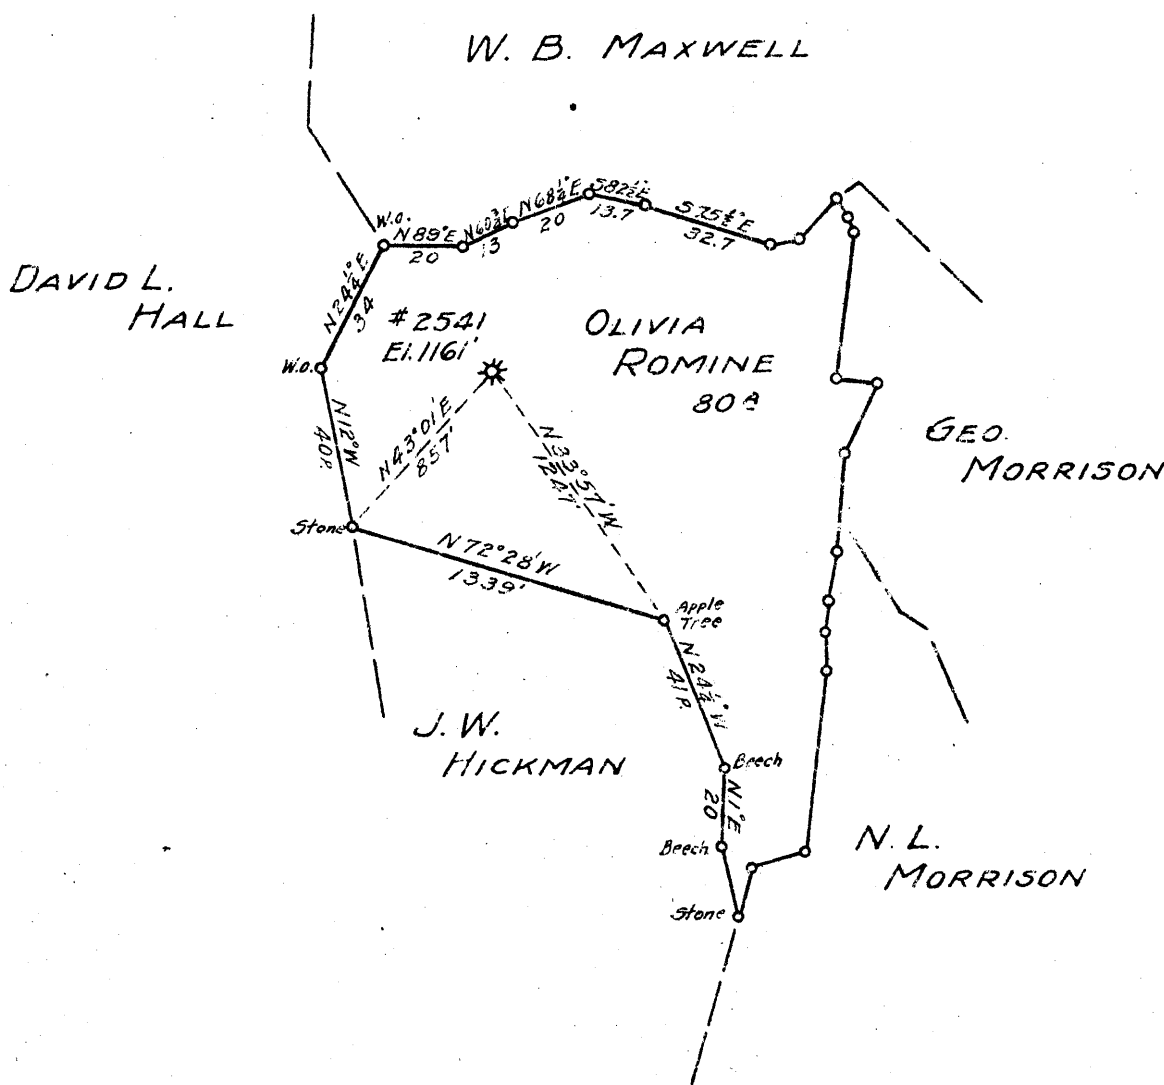 W. B. MAXWELL
W.O.
N 89° E
20
N 60¾ E
13
N 68¼° E
20
S 82½° E
13.7
S 75½° E
32.7
DAVID L.
HALL
N 24¼° E
34
# 2541
El. 1161'
OLIVIA
ROMINE
80 A
W.O.
N 12° W
40 P.
N 43° 01' E
857'
N 33° 57' W
1247'
GEO.
MORRISON
Stone
N 72° 28' W
1339'
Apple
Tree
N 24¼° W
41 P.
J. W.
HICKMAN
Beech
N 1° E
20
Beech
N. L.
MORRISON
Stone